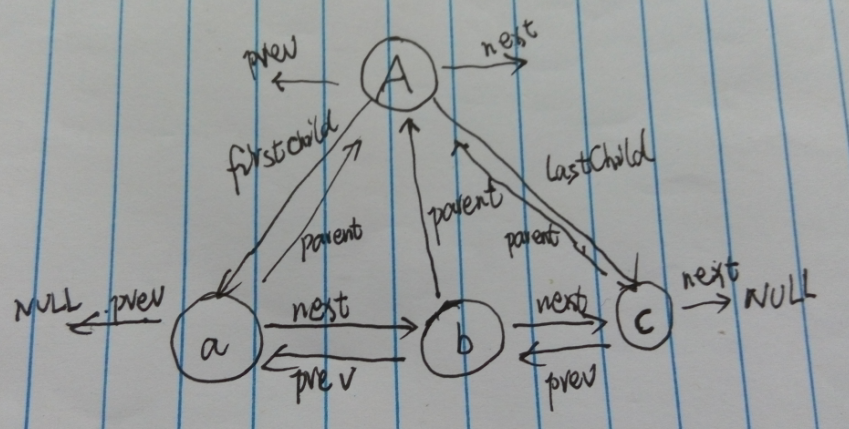 prev
next
A
firstChild
lastChild
parent
parent
parent
NULL
prev
next
next
next
NULL
a
b
c
prev
prev